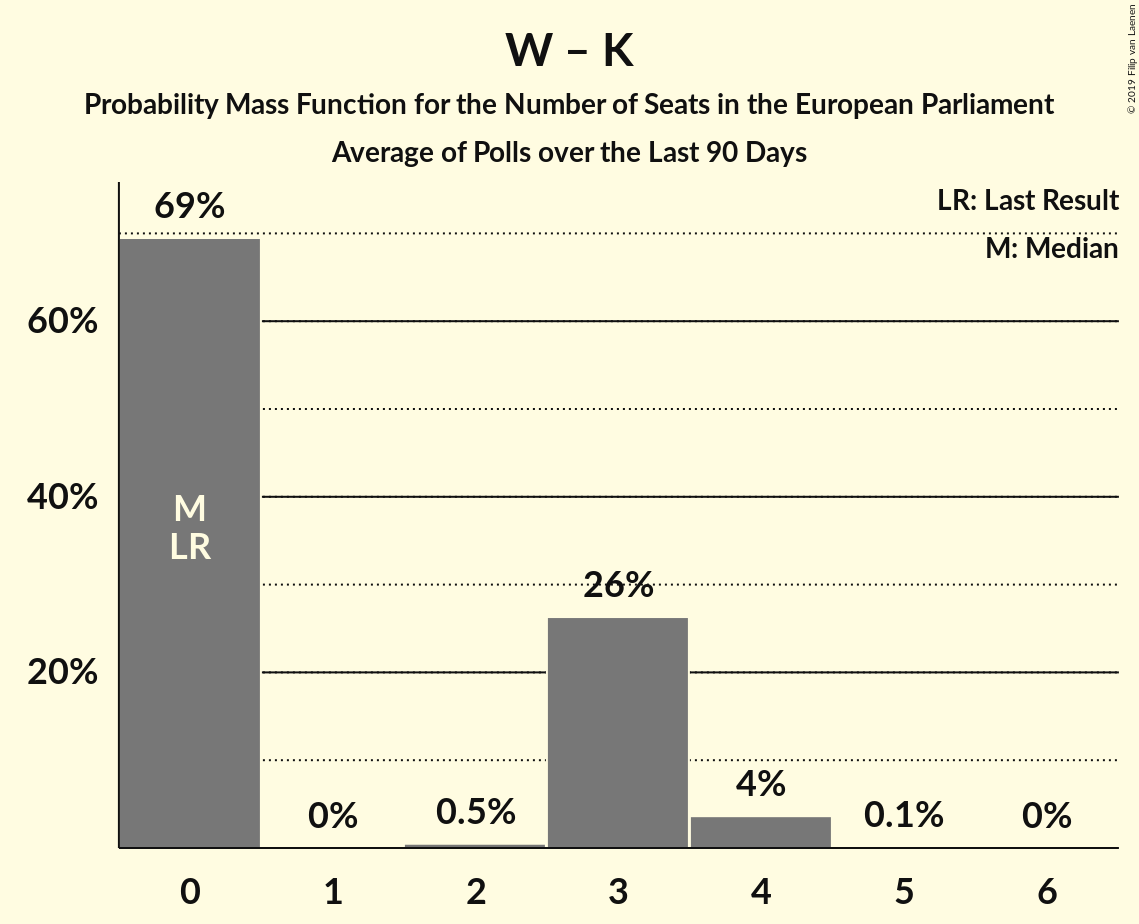 W – K
Probability Mass Function for the Number of Seats in the European Parliament
Average of Polls over the Last 90 Days
© 2019 Filip van Laenen
LR: Last Result
M: Median
69%
60%
40%
20%
M
LR
0%
0.5%
26%
4%
0.1%
0%
0 1 2 3 4 5 6